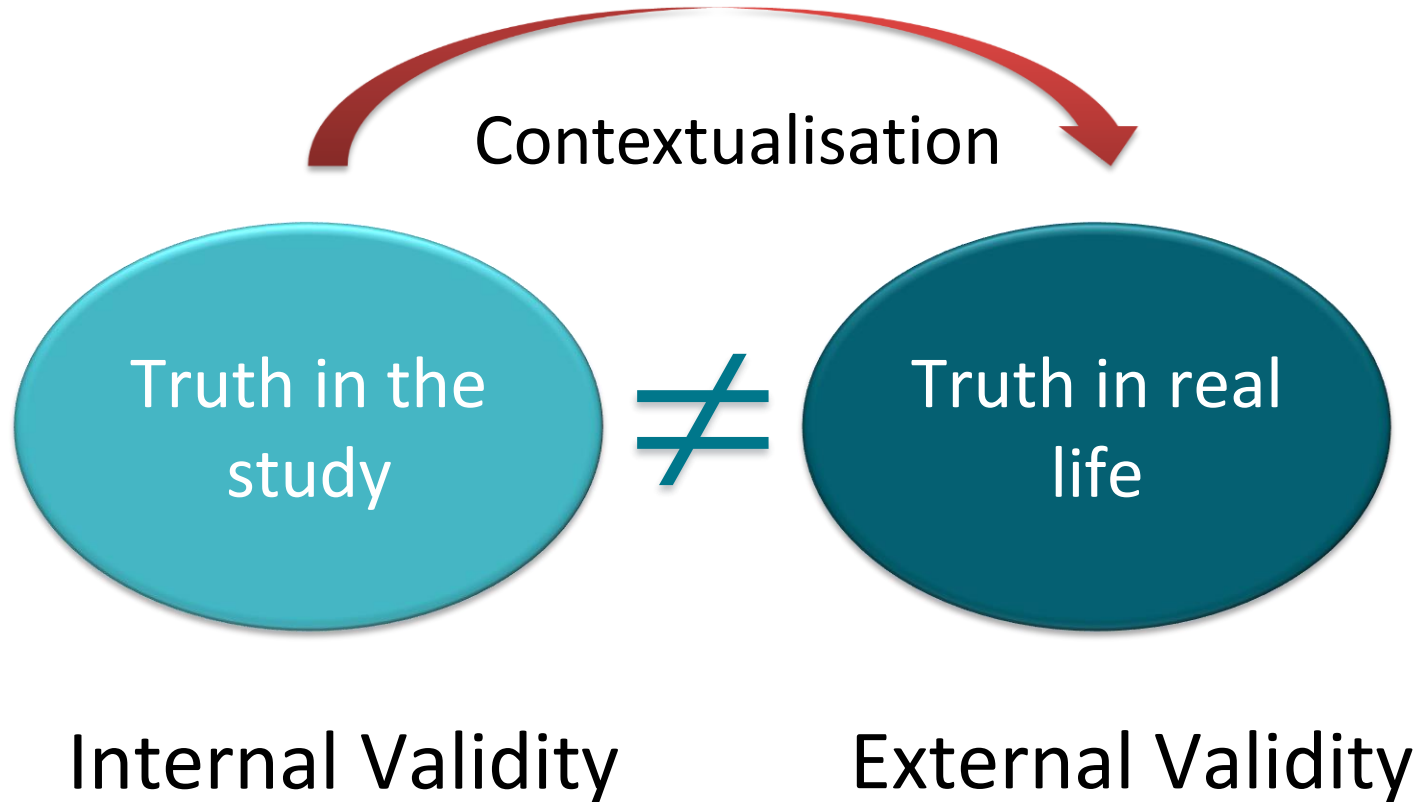 Contextualisation
Truth in the
study
≠
Truth in real
life
Internal Validity
External Validity